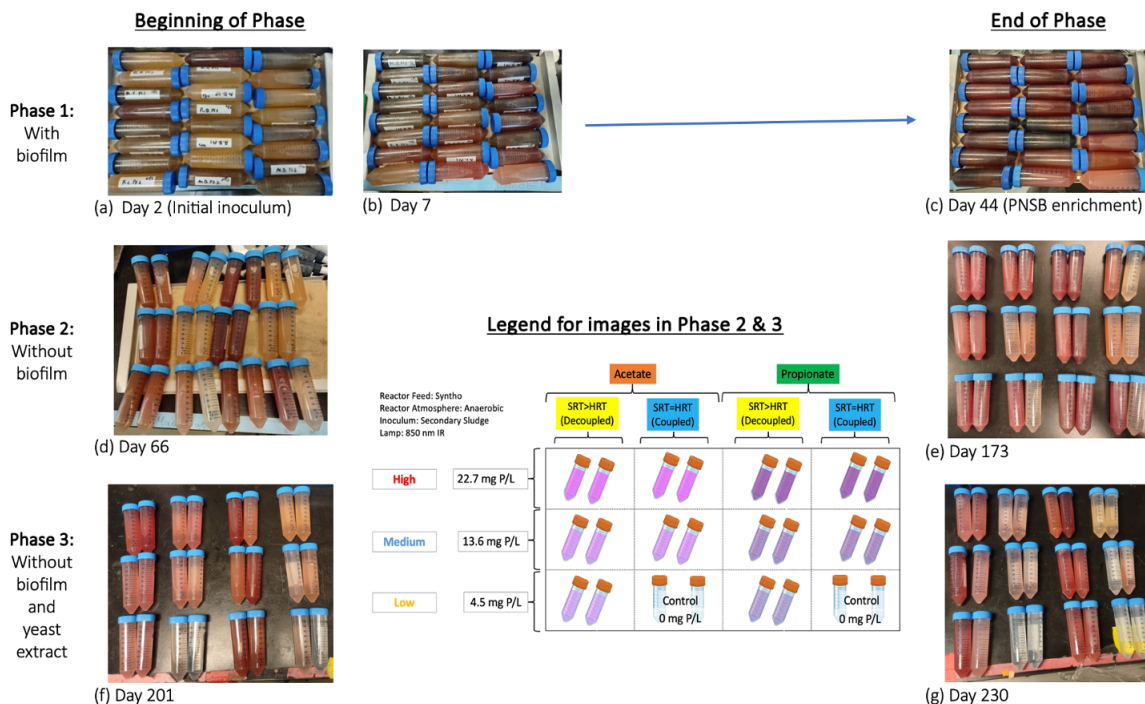 Beginning of Phase
End of Phase
Phase 1:
With
biofilm
(a) Day 2 (Initial inoculum)
(b) Day 7
(c) Day 44 (PNSB enrichment)
Phase 2:
Without
biofilm
(d) Day 66
Legend for images in Phase 2 & 3
Reactor Feed: Syntho
Reactor Atmosphere: Anaerobic
Inoculum: Secondary Sludge
Lamp: 850 nm IR
Acetate
Propionate
SRT>HRT
(Decoupled)
SRT=HRT
(Coupled)
SRT>HRT
(Decoupled)
SRT=HRT
(Coupled)
High
22.7 mg P/L
Medium
13.6 mg P/L
Low
4.5 mg P/L
Control
0 mg P/L
Control
0 mg P/L
(e) Day 173
Phase 3:
Without
biofilm
and
yeast
extract
(f) Day 201
(g) Day 230